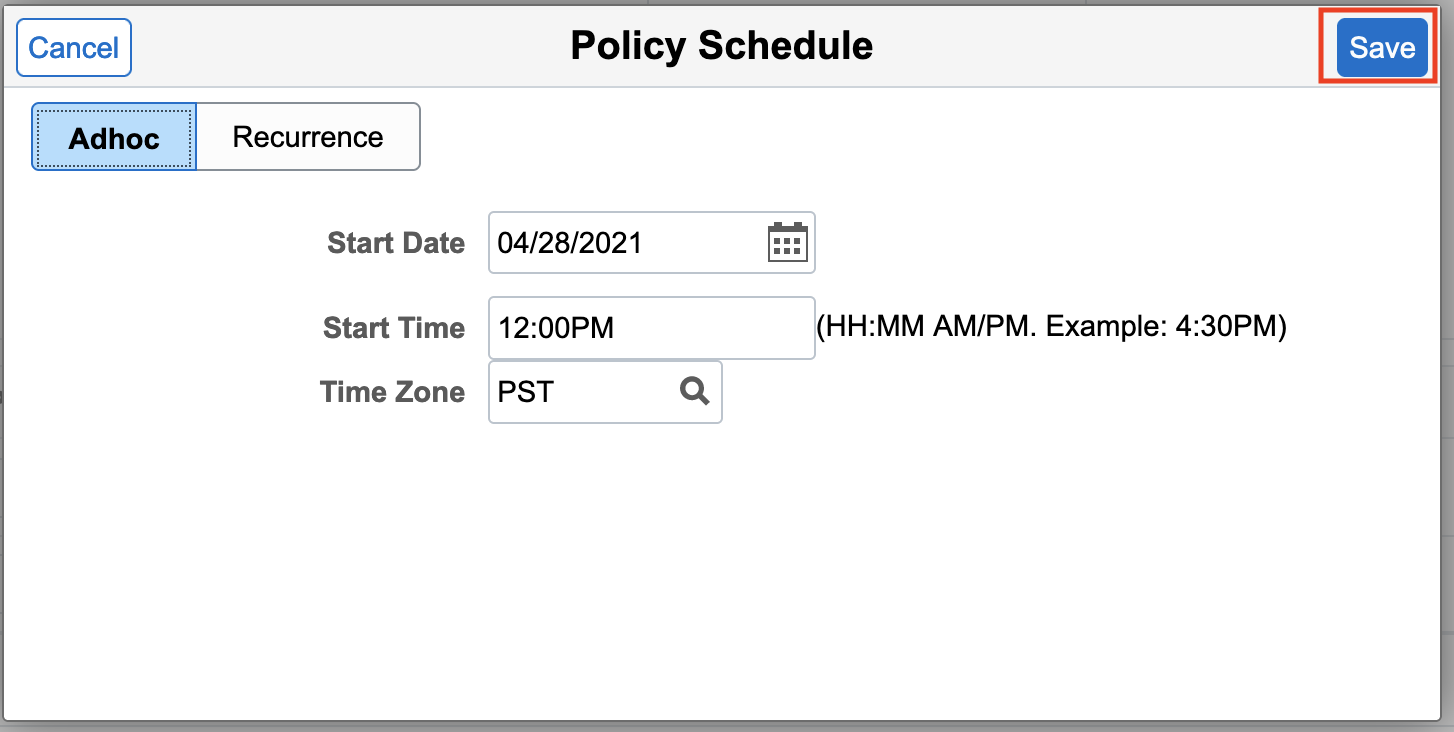 Cancel
Policy Schedule
Save
Adhoc
Recurrence
Start Date 04/28/2021
Start Time 12:00PM (HH:MM AM/PM. Example: 4:30PM)
Time Zone PST